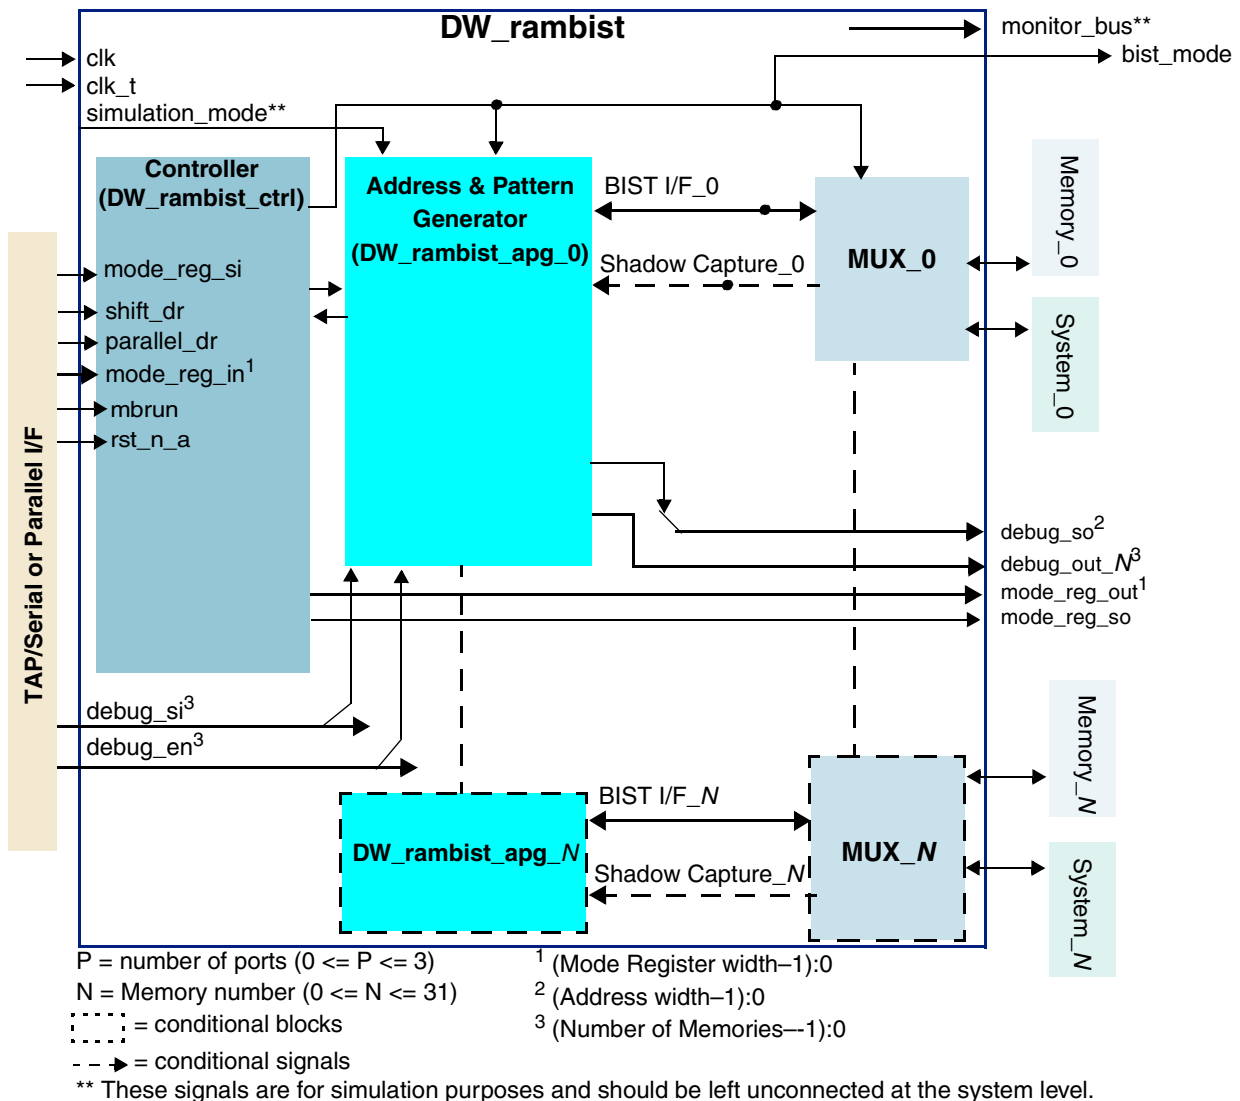 DW_rambist
monitor_bus**
bist_mode
clk
clk_t
simulation_mode**
Controller
(DW_rambist_ctrl)
Address & Pattern
Generator
(DW_rambist_apg_0)
BIST I/F_0
Shadow Capture_0
MUX_0
Memory_0
System_0
TAP/Serial or Parallel I/F
mode_reg_si
shift_dr
parallel_dr
mode_reg_in1
mbrun
rst_n_a
debug_so2
debug_out_N3
mode_reg_out1
mode_reg_so
debug_si3
debug_en3
DW_rambist_apg_N
BIST I/F_N
Shadow Capture_N
MUX_N
Memory_N
System_N
P = number of ports (0 <= P <= 3)
N = Memory number (0 <= N <= 31)
= conditional blocks
= conditional signals
1 (Mode Register width–1):0
2 (Address width–1):0
3 (Number of Memories–-1):0
** These signals are for simulation purposes and should be left unconnected at the system level.